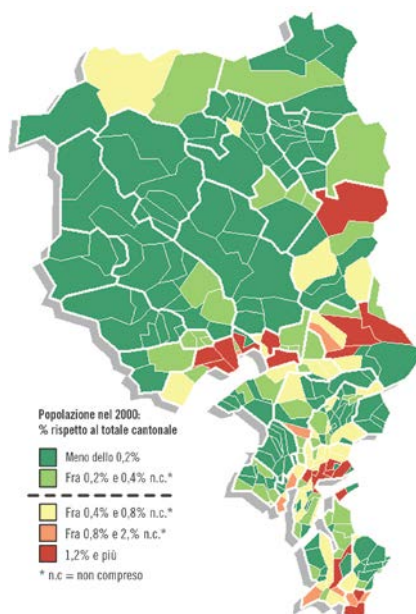 Popolazione nel 2000:
% rispetto al totale cantonale
Meno dello 0,2%
Fra 0,2% e 0,4% n.c.*
Fra 0,4% e 0,8% n.c.*
Fra 0,8% e 2,% n.c.*
1,2% e più
* n.c = non compreso